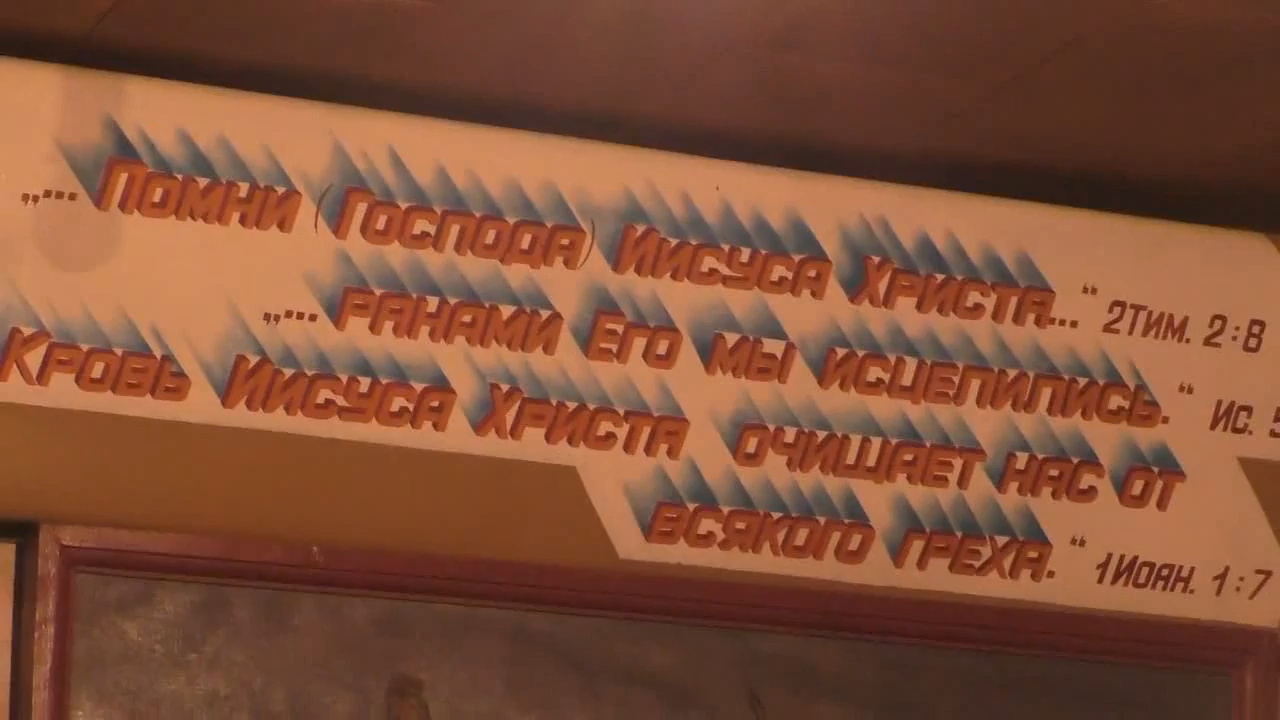 „... Помни (Господа) Иисуса Христа...“ 2Тим. 2:8
„... ранами Его мы исцелились.“ Ис. 5
Кровь Иисуса Христа очищает нас от
всякого греха.“ 1Иоан. 1:7